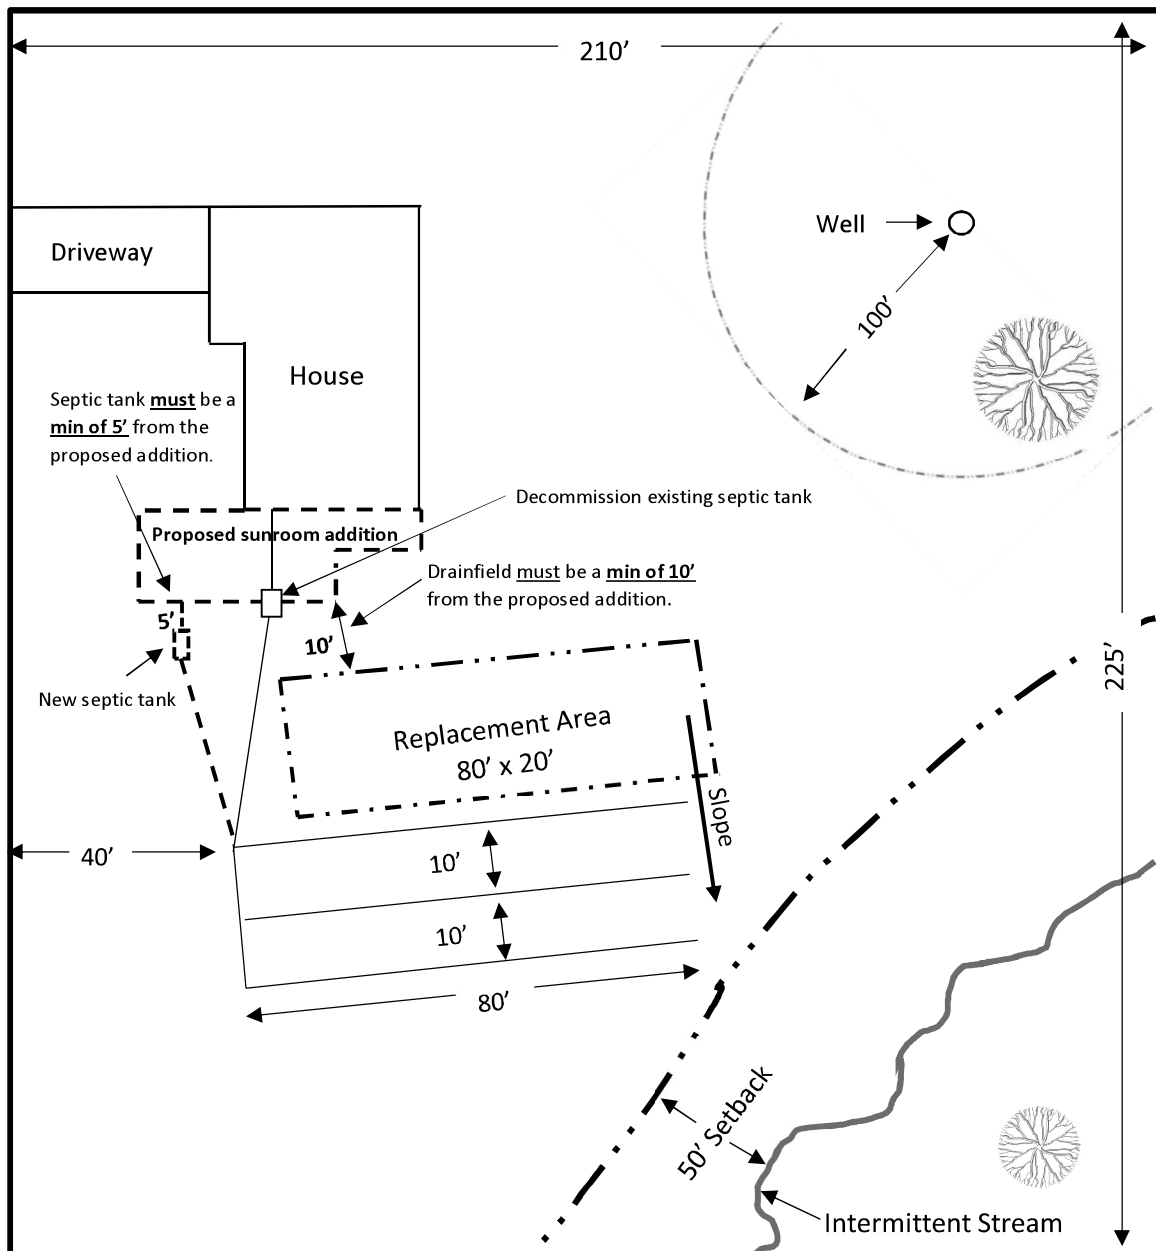 210’
Well
Driveway
100’
House
Septic tank must be a
min of 5’ from the
proposed addition.
Decommission existing septic tank
Proposed sunroom addition
Drainfield must be a min of 10’
from the proposed addition.
5’
10’
225’
New septic tank
Replacement Area
80’ x 20’
Slope
40’
10’
10’
80’
50’ Setback
Intermittent Stream